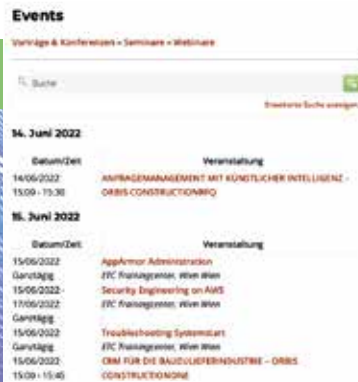 Events
Vorträge & Konferenzen • Seminare • Webinare
Suche
Erweiterte Suche anzeigen
14. Juni 2022
Datum/Zeit Veranstaltung
14/06/2022 ANFRAGEMANAGEMENT MIT KÜNSTLICHER INTELLIGENZ –
15:00 - 15:30 ORBIS CONSTRUCTIONRFQ
15. Juni 2022
Datum/Zeit Veranstaltung
15/06/2022 AppArmor Administration
Ganztägig ETC Trainingcenter, Wien Wien
15/06/2022 - Security Engineering on AWS
17/06/2022 ETC Trainingcenter, Wien Wien
Ganztägig
15/06/2022 Troubleshooting Systemstart
Ganztägig ETC Trainingcenter, Wien Wien
15/06/2022 CRM FÜR DIE BAUZULIEFERINDUSTRIE – ORBIS
15:00 - 15:45 CONSTRUCTIONONE